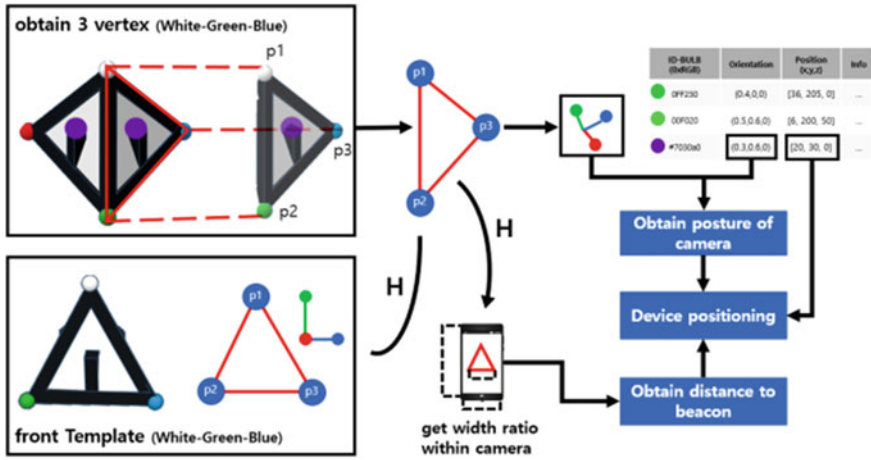 obtain 3 vertex (White-Green-Blue)
p1
p3
p2
p1
p3
p2
H
H
ID-BULB
(0xRGB)
Orientation
Position
(x,y,z)
Info
0FF230
(0.4,0,0)
[36, 205, 0]
...
00F020
(0.5,0.6,0)
[6, 200, 50]
...
#7030a0
(0.3,0.6,0)
[20, 30, 0]
...
Obtain posture of
camera
Device positioning
Obtain distance to
beacon
p1
p2
p3
front Template (White-Green-Blue)
get width ratio
within camera